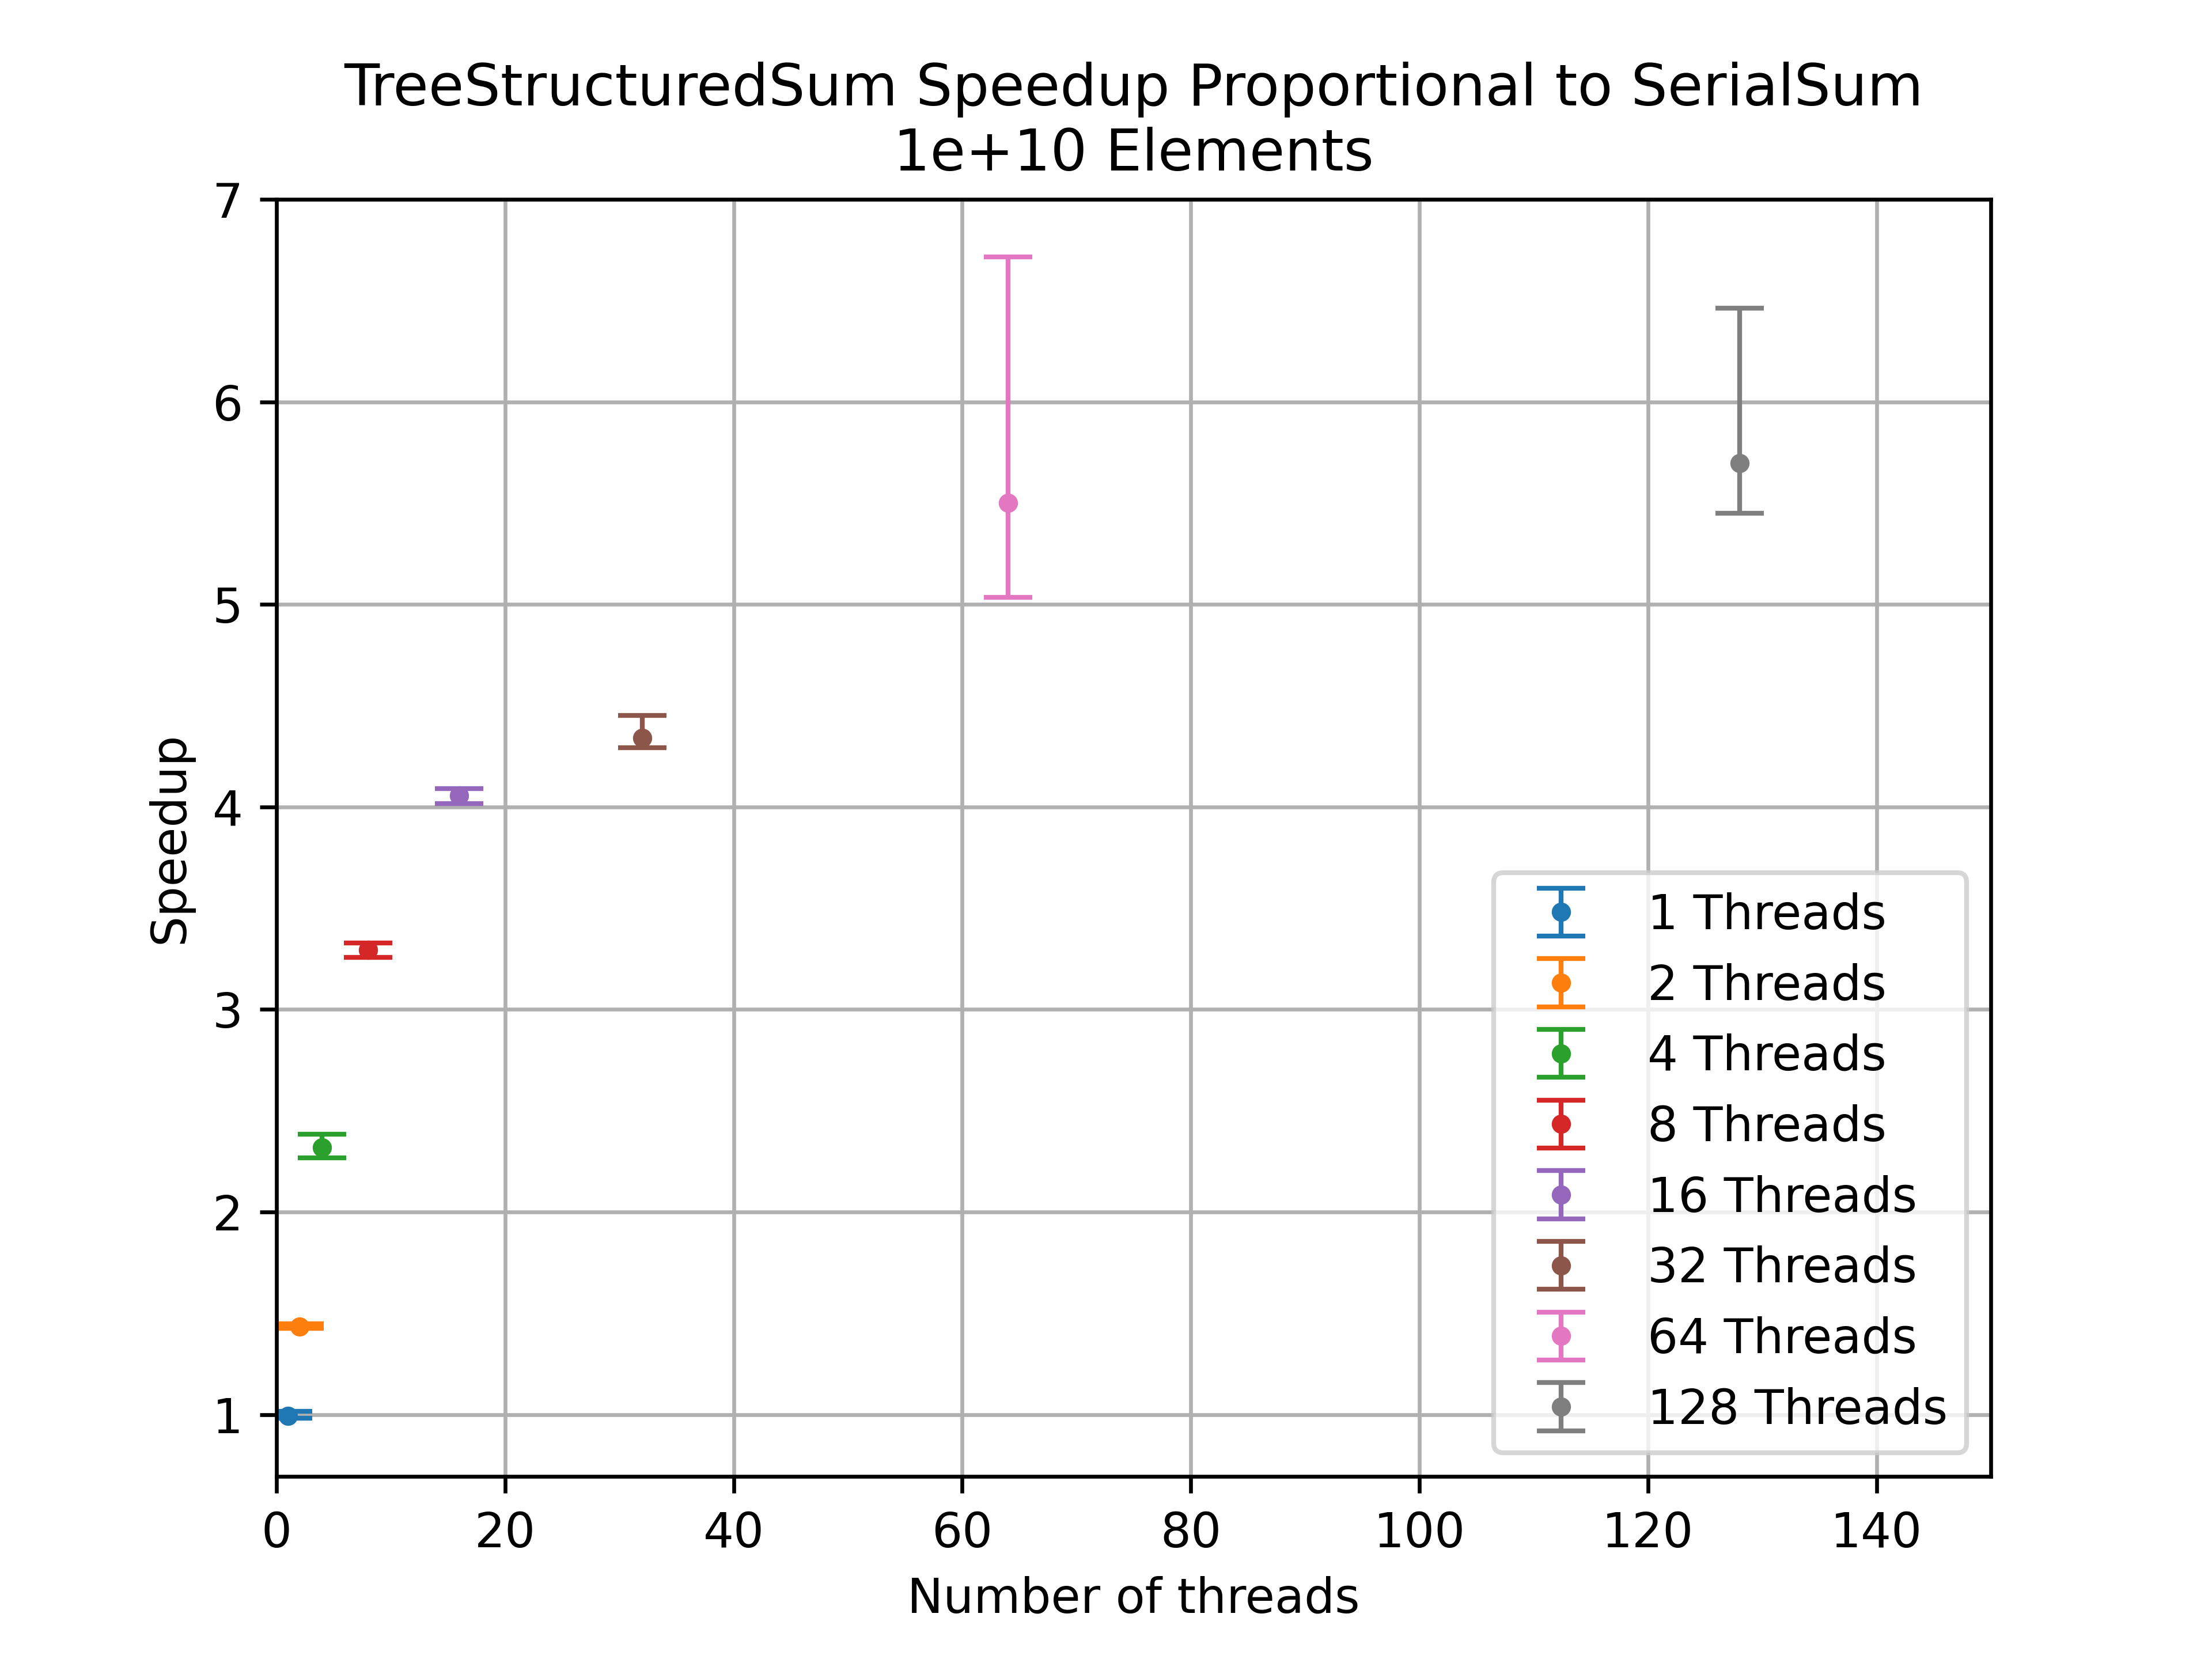 TreeStructuredSum Speedup Proportional to SerialSum
1e+10 Elements
7
6
5
4
3
2
1
Speedup
0 20 40 60 80 100 120 140
Number of threads
1 Threads
2 Threads
4 Threads
8 Threads
16 Threads
32 Threads
64 Threads
128 Threads